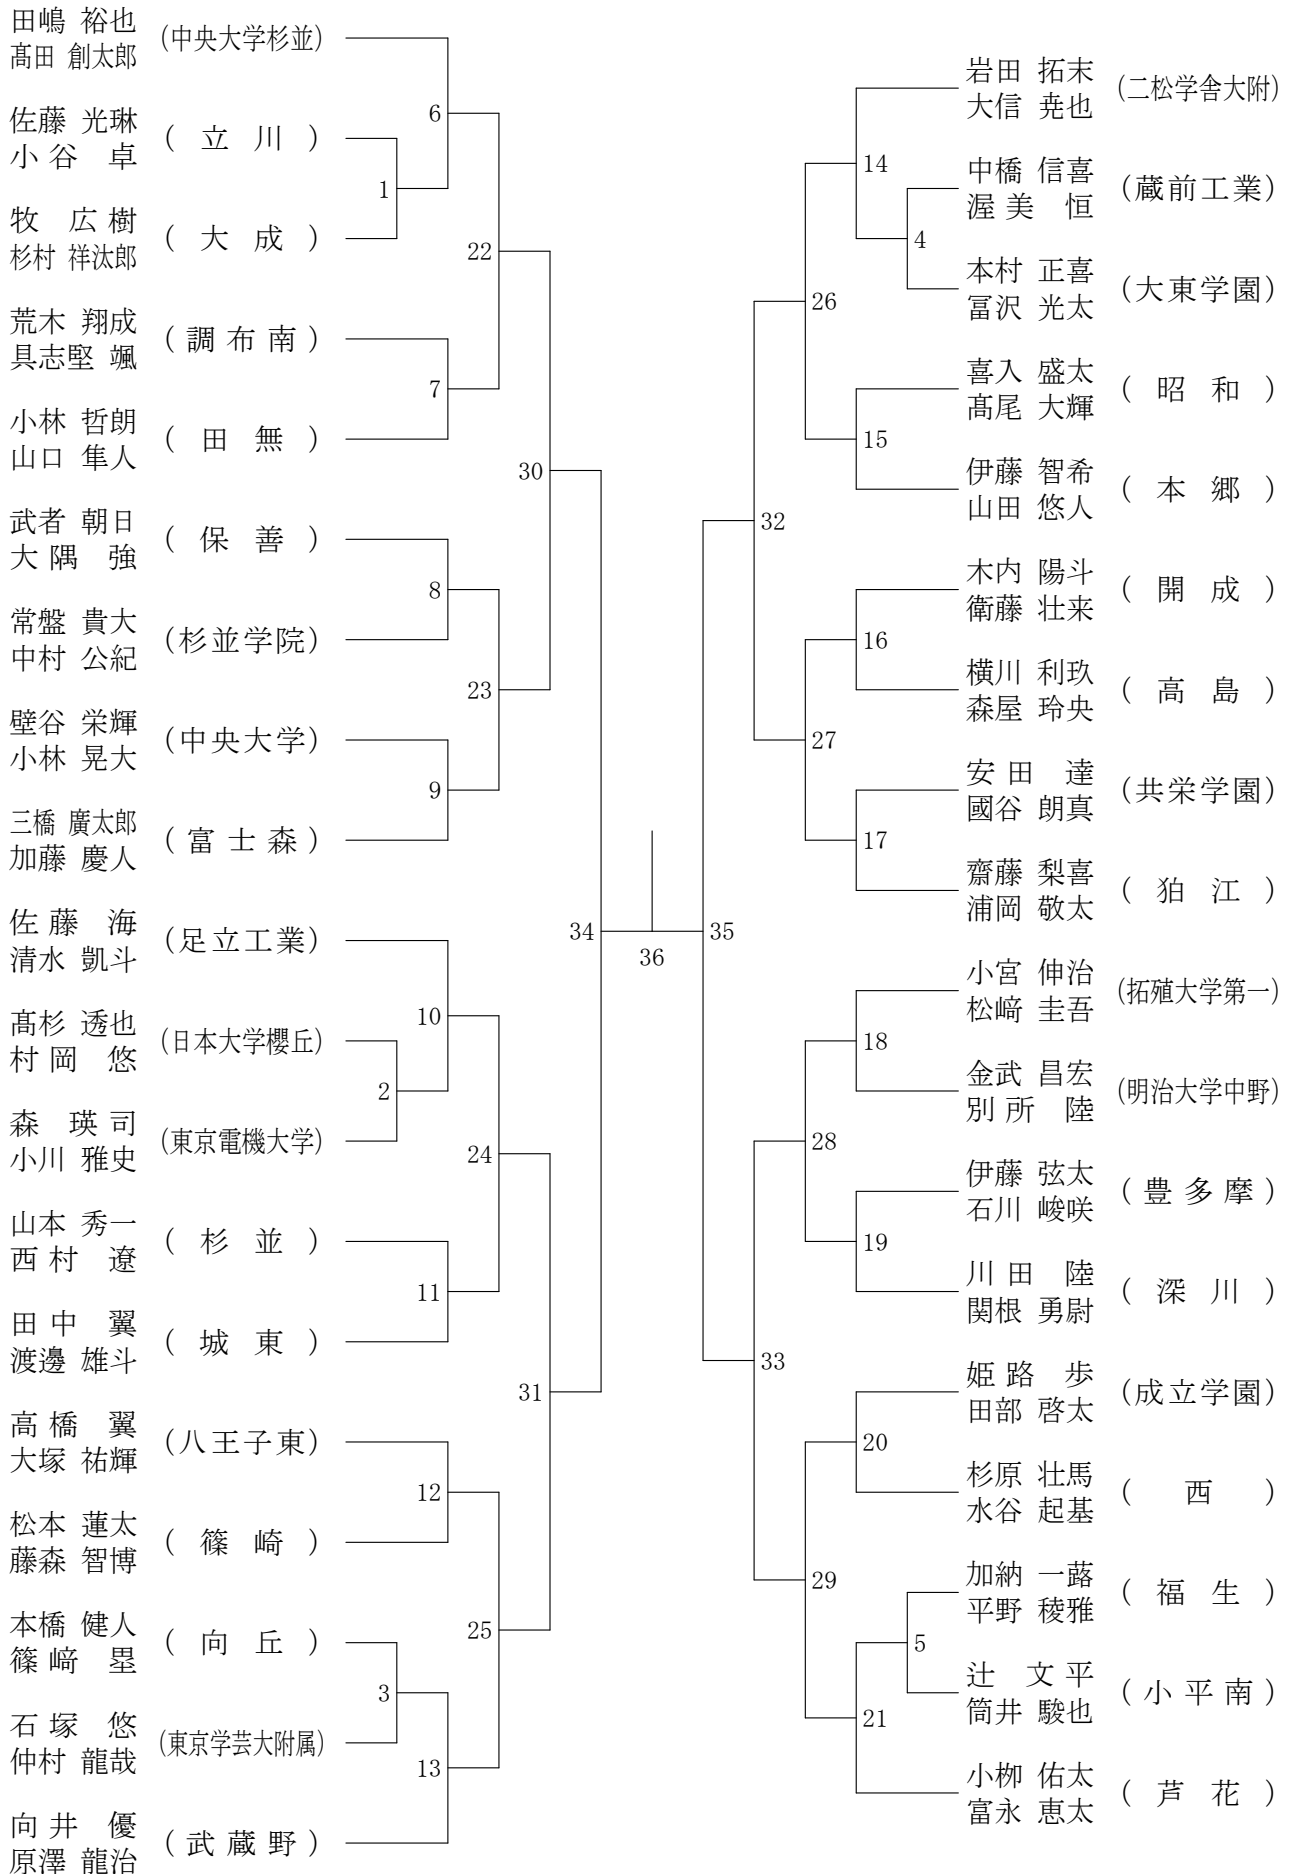 田嶋 裕也
髙田 創太郎
(中央大学杉並)
佐藤 光琳
小谷 卓
(立川)
牧 広樹
杉村 祥汰郎
(大成)
荒木 翔成
具志堅 颯
(調布南)
小林 哲朗
山口 隼人
(田無)
武者 朝日
大隅 強
(保善)
常盤 貴大
中村 公紀
(杉並学院)
壁谷 栄輝
小林 晃大
(中央大学)
三橋 廣太郎
加藤 慶人
(富士森)
佐藤 海
清水 凱斗
(足立工業)
髙杉 透也
村岡 悠
(日本大学櫻丘)
森 瑛司
小川 雅史
(東京電機大学)
山本 秀一
西村 遼
(杉並)
田中 翼
渡邊 雄斗
(城東)
高橋 翼
大塚 祐輝
(八王子東)
松本 蓮太
藤森 智博
(篠崎)
本橋 健人
篠﨑 塁
(向丘)
石塚 悠
仲村 龍哉
(東京学芸大附属)
向井 優
原澤 龍治
(武蔵野)
1
2
3
6
7
8
9
10
11
12
13
22
23
24
25
30
31
34
36
35
32
33
26
27
28
29
14
15
16
17
18
19
20
21
4
5
岩田 拓末
大信 尭也
(二松学舎大附)
中橋 信喜
渥美 恒
(蔵前工業)
本村 正喜
冨沢 光太
(大東学園)
喜入 盛太
髙尾 大輝
(昭和)
伊藤 智希
山田 悠人
(本郷)
木内 陽斗
衛藤 壮来
(開成)
横川 利玖
森屋 玲央
(高島)
安田 達
國谷 朗真
(共栄学園)
齋藤 梨喜
浦岡 敬太
(狛江)
小宮 伸治
松﨑 圭吾
(拓殖大学第一)
金武 昌宏
別所 陸
(明治大学中野)
伊藤 弦太
石川 峻咲
(豊多摩)
川田 陸
関根 勇尉
(深川)
姫路 歩
田部 啓太
(成立学園)
杉原 壮馬
水谷 起基
(西)
加納 一蕗
平野 稜雅
(福生)
辻 文平
筒井 駿也
(小平南)
小栁 佑太
富永 恵太
(芦花)